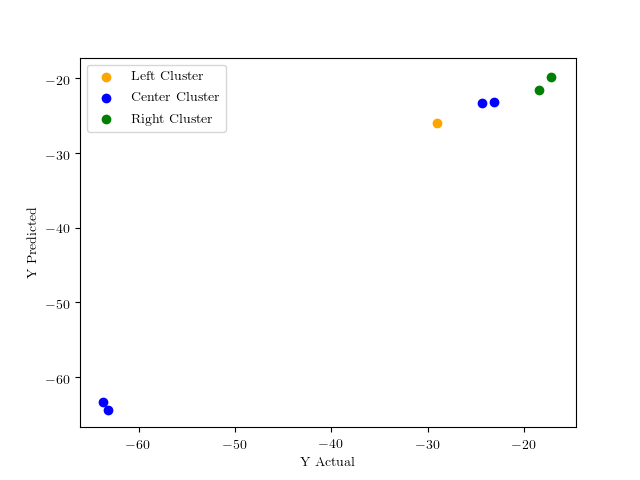 Left Cluster
Center Cluster
Right Cluster
Y Predicted
−20
−30
−40
−50
−60
−60 −50 −40 −30 −20
Y Actual